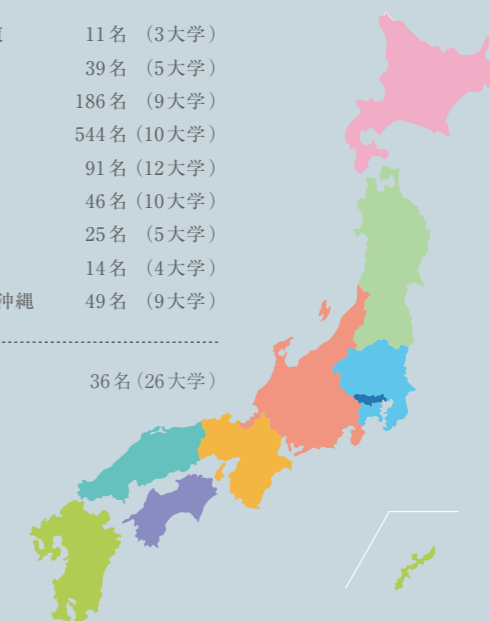 11名 (3大学)
39名 (5大学)
186名 (9大学)
544名 (10大学)
91名 (12大学)
46名 (10大学)
25名 (5大学)
14名 (4大学)
沖縄 49名 (9大学)
36名 (26大学)